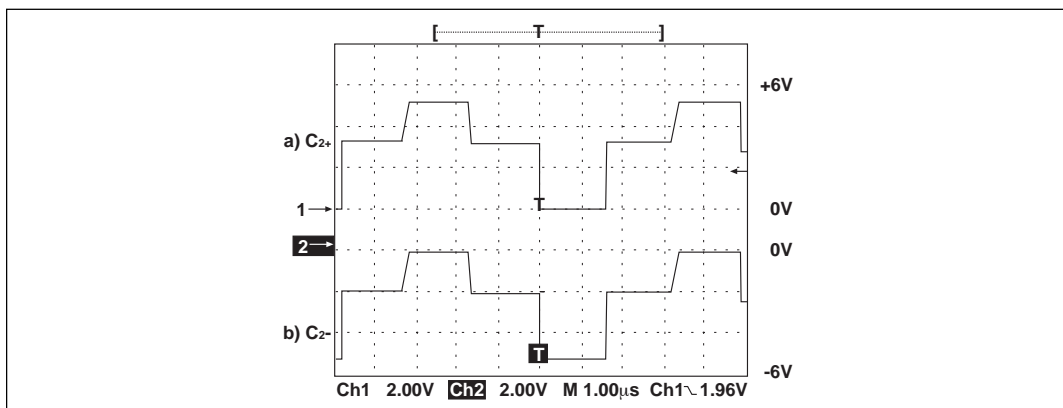 [ T ]
+6V
a) C2+
T
1
0V
2
0V
b) C2-
T
-6V
Ch1 2.00V Ch2 2.00V M 1.00µs Ch1 1.96V